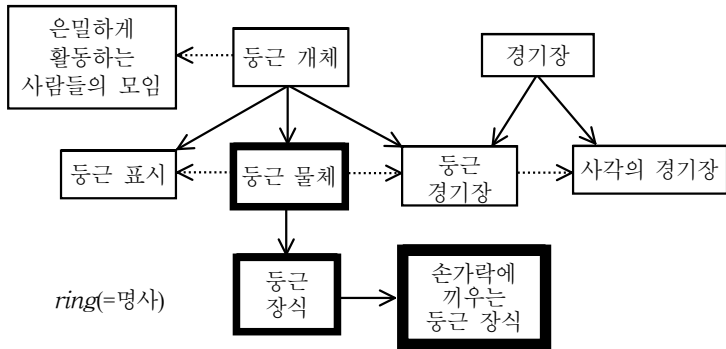 은밀하게
활동하는
사람들의 모임
둥근 개체
경기장
둥근 표시
둥근 물체
둥근
경기장
사각의 경기장
둥근
장식
손가락에
끼우는
둥근 장식
ring(=명사)